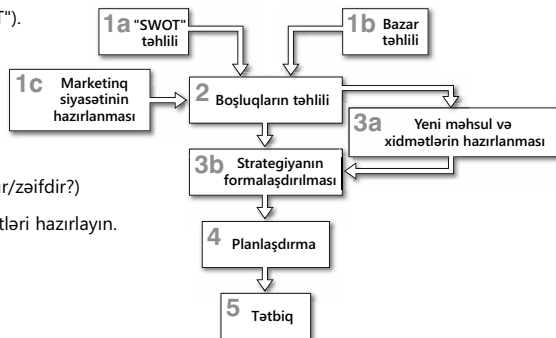 T").
1a "SWOT"
təhlili
1b Bazar
təhlili
1c Marketinq
siyasətinin
hazırlanması
2 Boşluqların təhlili
3a Yeni məhsul və
xidmətlərin hazırlanması
3b Strategiyanın
formalaşdırılması
ır/zəifdir?)
tləri hazırlayın.
4 Planlaşdırma
5 Tətbiq